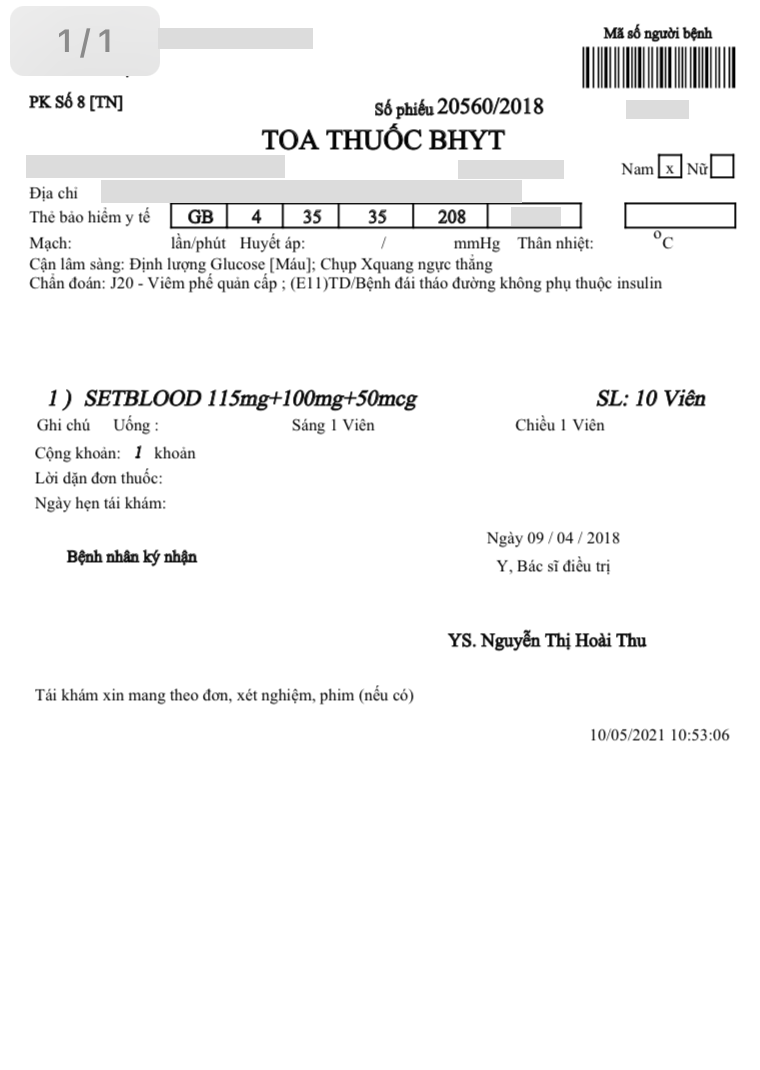 1/1
Mã số người bệnh
PK Số 8 [TN]
Số phiếu 20560/2018
TOA THUỐC BHYT
Nam x Nữ
Địa chỉ
Thẻ bảo hiểm y tế GB 4 35 35 208
Mạch: lần/phút Huyết áp: / mmHg Thân nhiệt: ⁰C
Cận lâm sàng: Định lượng Glucose [Máu]; Chụp Xquang ngực thẳng
Chẩn đoán: J20 - Viêm phế quản cấp ; (E11)TD/Bệnh đái tháo đường không phụ thuộc insulin
1 ) SETBLOOD 115mg+100mg+50mcg SL: 10 Viên
Ghi chú Uống : Sáng 1 Viên Chiều 1 Viên
Cộng khoản: 1 khoản
Lời dặn đơn thuốc:
Ngày hẹn tái khám:
Ngày 09 / 04 / 2018
Bệnh nhân ký nhận
Y, Bác sĩ điều trị
YS. Nguyễn Thị Hoài Thu
Tái khám xin mang theo đơn, xét nghiệm, phim (nếu có)
10/05/2021 10:53:06